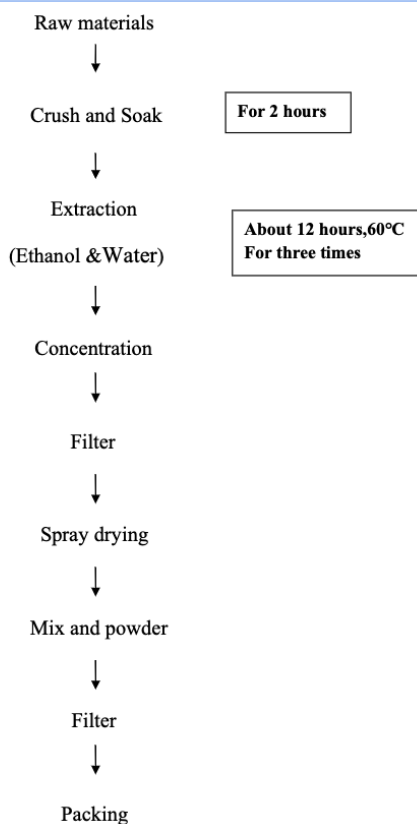 Raw materials
Crush and Soak
For 2 hours
Extraction
(Ethanol &Water)
About 12 hours,60°C
For three times
Concentration
Filter
Spray drying
Mix and powder
Filter
Packing